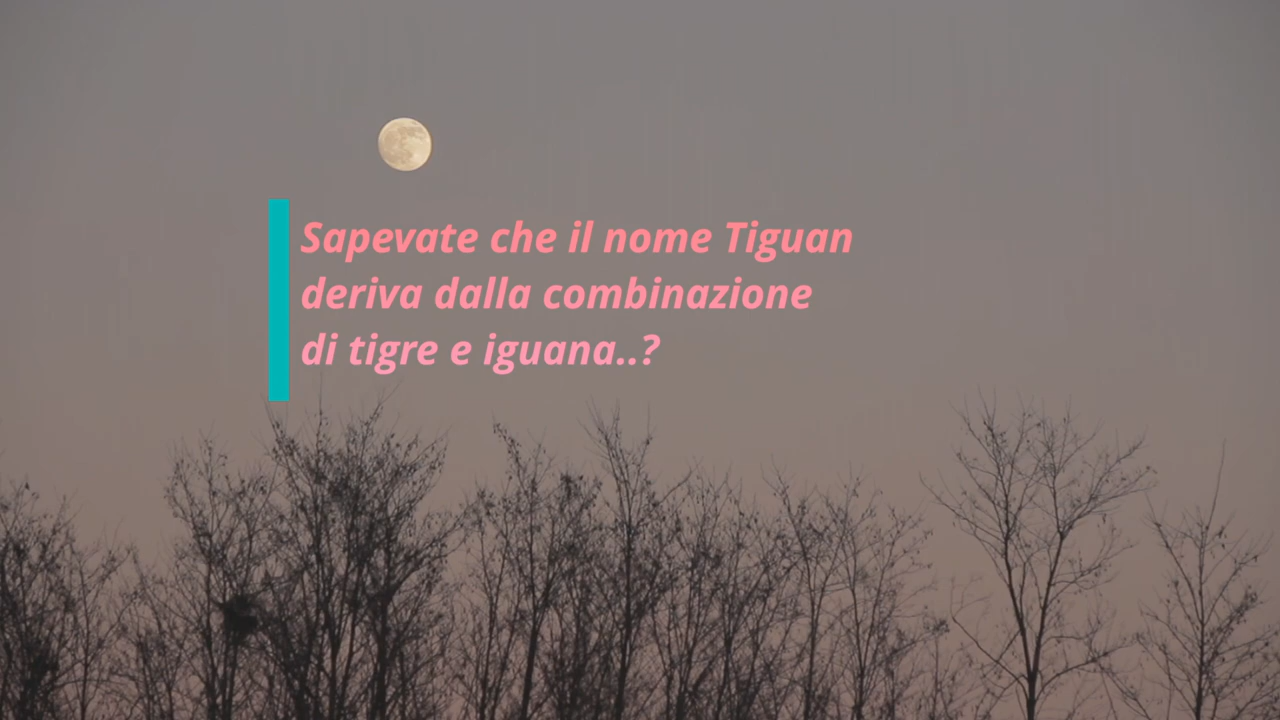 Sapevate che il nome Tiguan
deriva dalla combinazione
di tigre e iguana..?